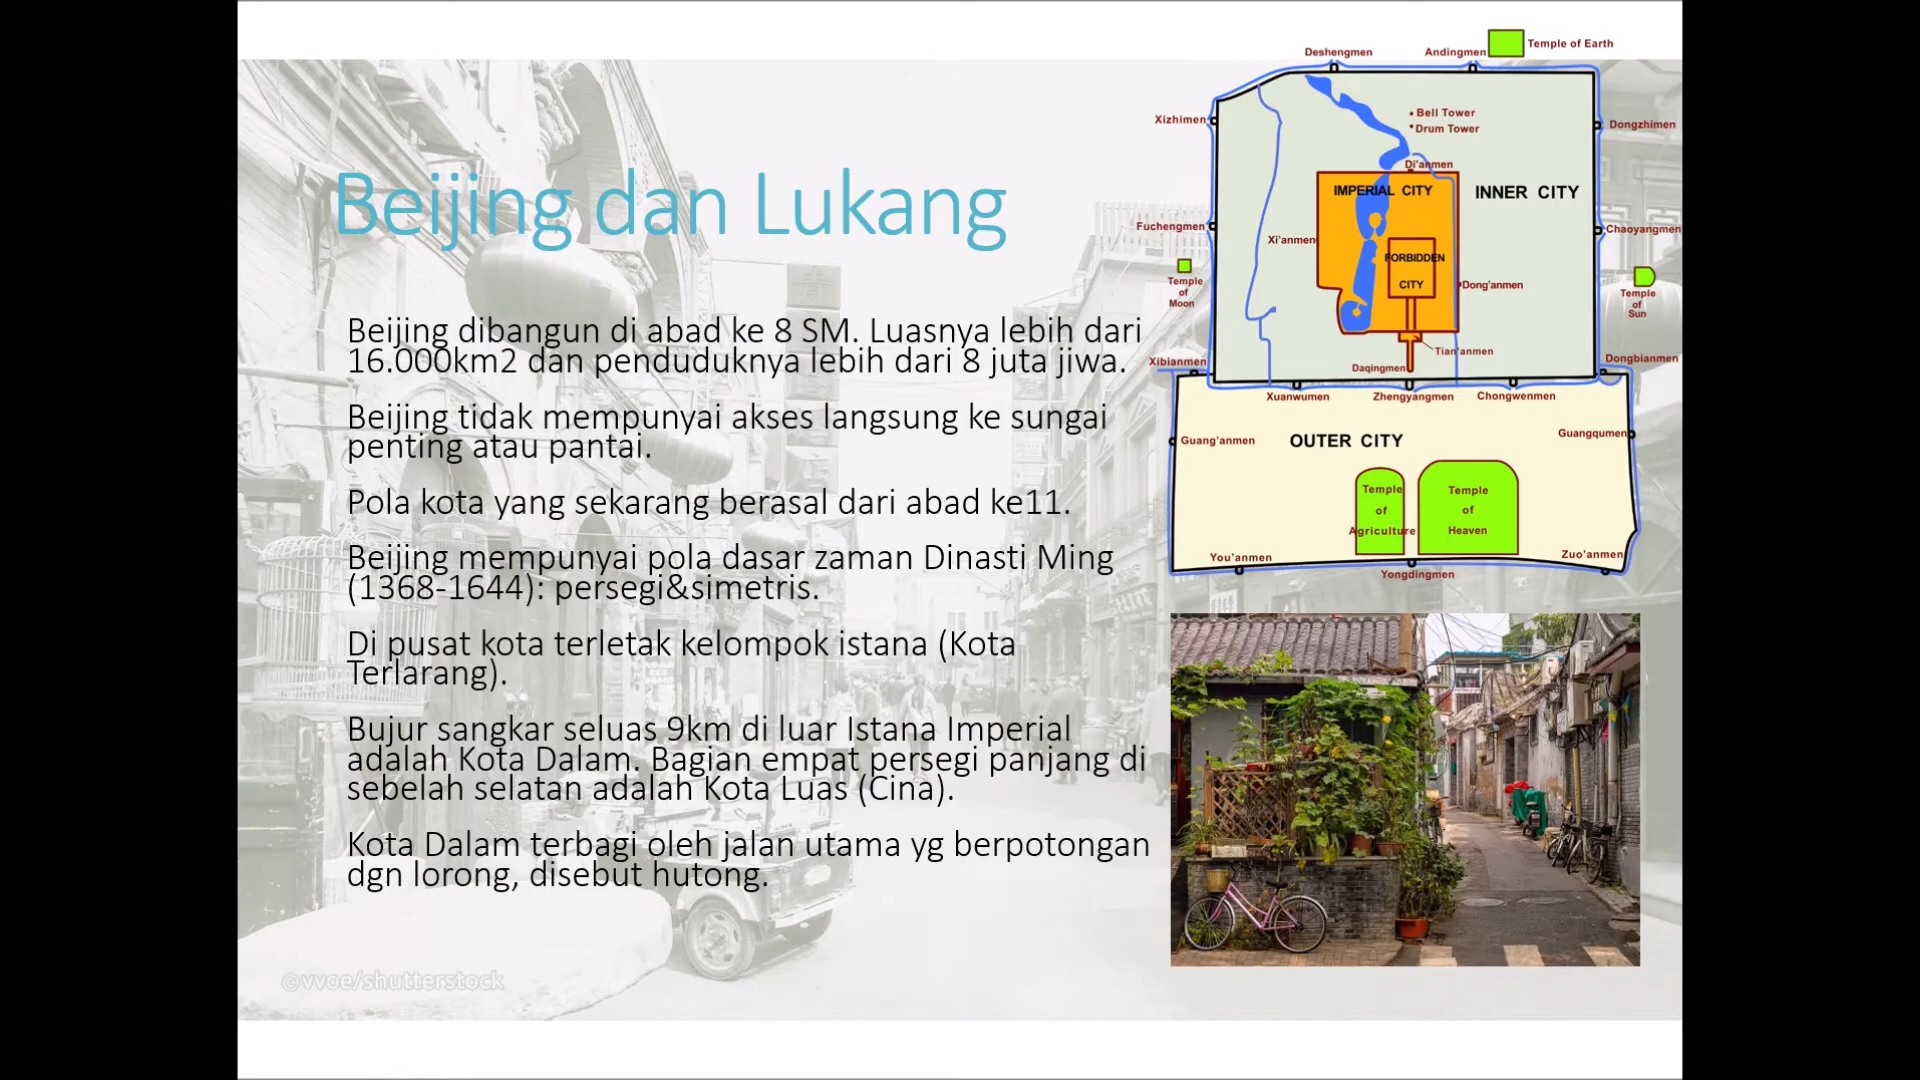 Beijing dan Lukang
Beijing dibangun di abad ke 8 SM. Luasnya lebih dari
16.000km2 dan penduduknya lebih dari 8 juta jiwa.
Beijing tidak mempunyai akses langsung ke sungai
penting atau pantai.
Pola kota yang sekarang berasal dari abad ke11.
Beijing mempunyai pola dasar zaman Dinasti Ming
(1368-1644): persegi&simetris.
Di pusat kota terletak kelompok istana (Kota
Terlarang).
Bujur sangkar seluas 9km di luar Istana Imperial
adalah Kota Dalam. Bagian empat persegi panjang di
sebelah selatan adalah Kota Luas (Cina).
Kota Dalam terbagi oleh jalan utama yg berpotongan
dgn lorong, disebut hutong.
©vvoe/shutterstock
Temple of Earth
Deshengmen
Andingmen
Bell Tower
Drum Tower
Xizhimen
Dongzhimen
Di'anmen
IMPERIAL CITY
INNER CITY
Fuchengmen
Chaoyangmen
Xi'anmen
FORBIDDEN
CITY
Temple
of
Moon
Dong'anmen
Temple
of
Sun
Tian'anmen
Xibianmen
Dongbianmen
Daqingmen
Xuanwumen
Zhengyangmen
Chongwenmen
Guang'anmen
OUTER CITY
Guangqumen
Temple
of
Agriculture
Temple
of
Heaven
You'anmen
Zuo'anmen
Yongdingmen